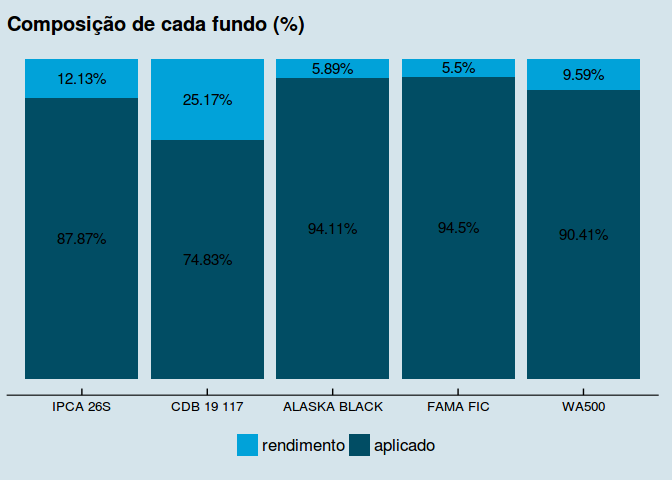 Composição de cada fundo (%)
12.13% 25.17% 5.89% 5.5% 9.59%
87.87% 74.83% 94.11% 94.5% 90.41%
IPCA 26S CDB 19 117 ALASKA BLACK FAMA FIC WA500
rendimento aplicado